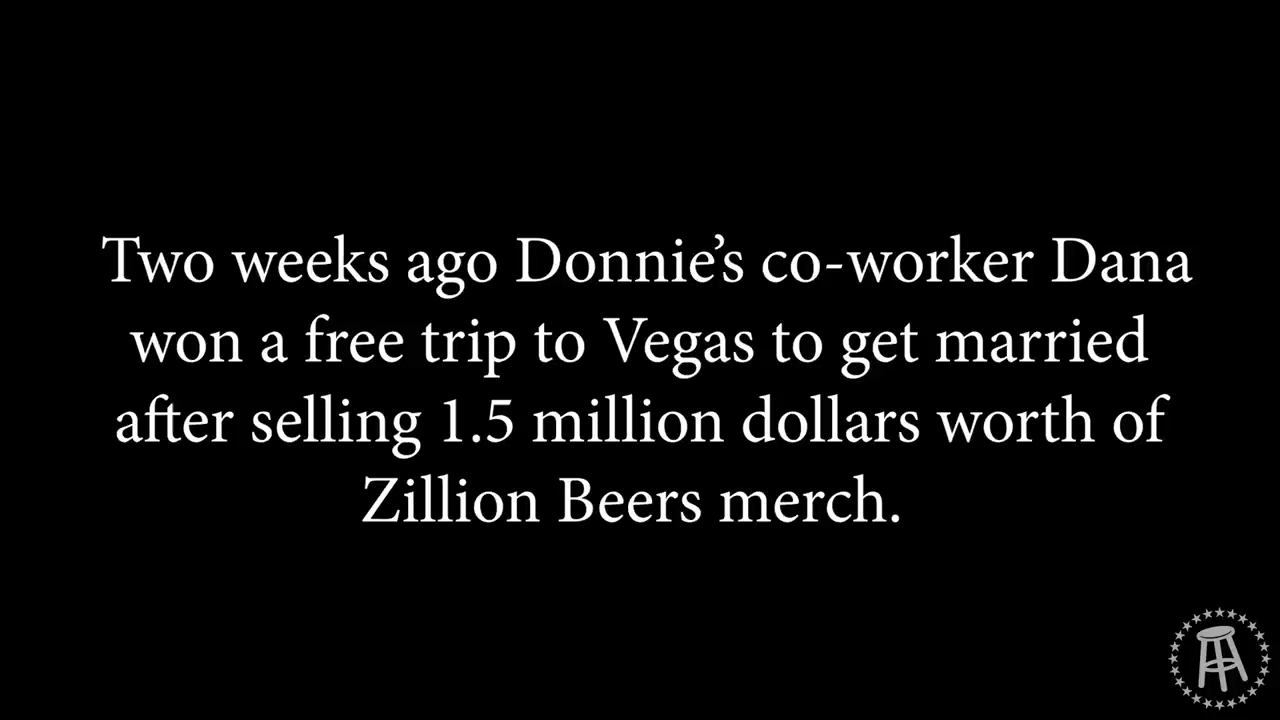 Two weeks ago Donnie’s co-worker Dana
won a free trip to Vegas to get married
after selling 1.5 million dollars worth of
Zillion Beers merch.